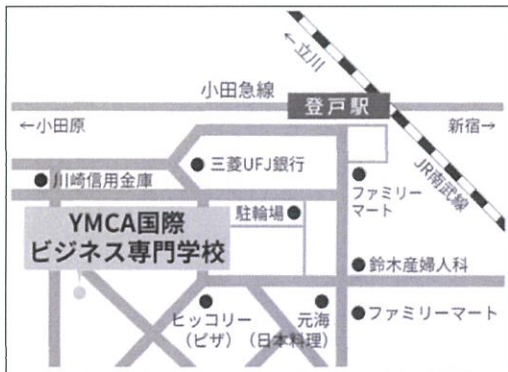 ←立川
小田急線
登戸駅
←小田原
新宿→
JR南武線
●三菱UFJ銀行
●川崎信用金庫
ファミリー
マート
YMCA国際
ビジネス専門学校
駐輪場●
●鈴木産婦人科
ヒッコリー
（ピザ）
元海
（日本料理）
●ファミリーマート